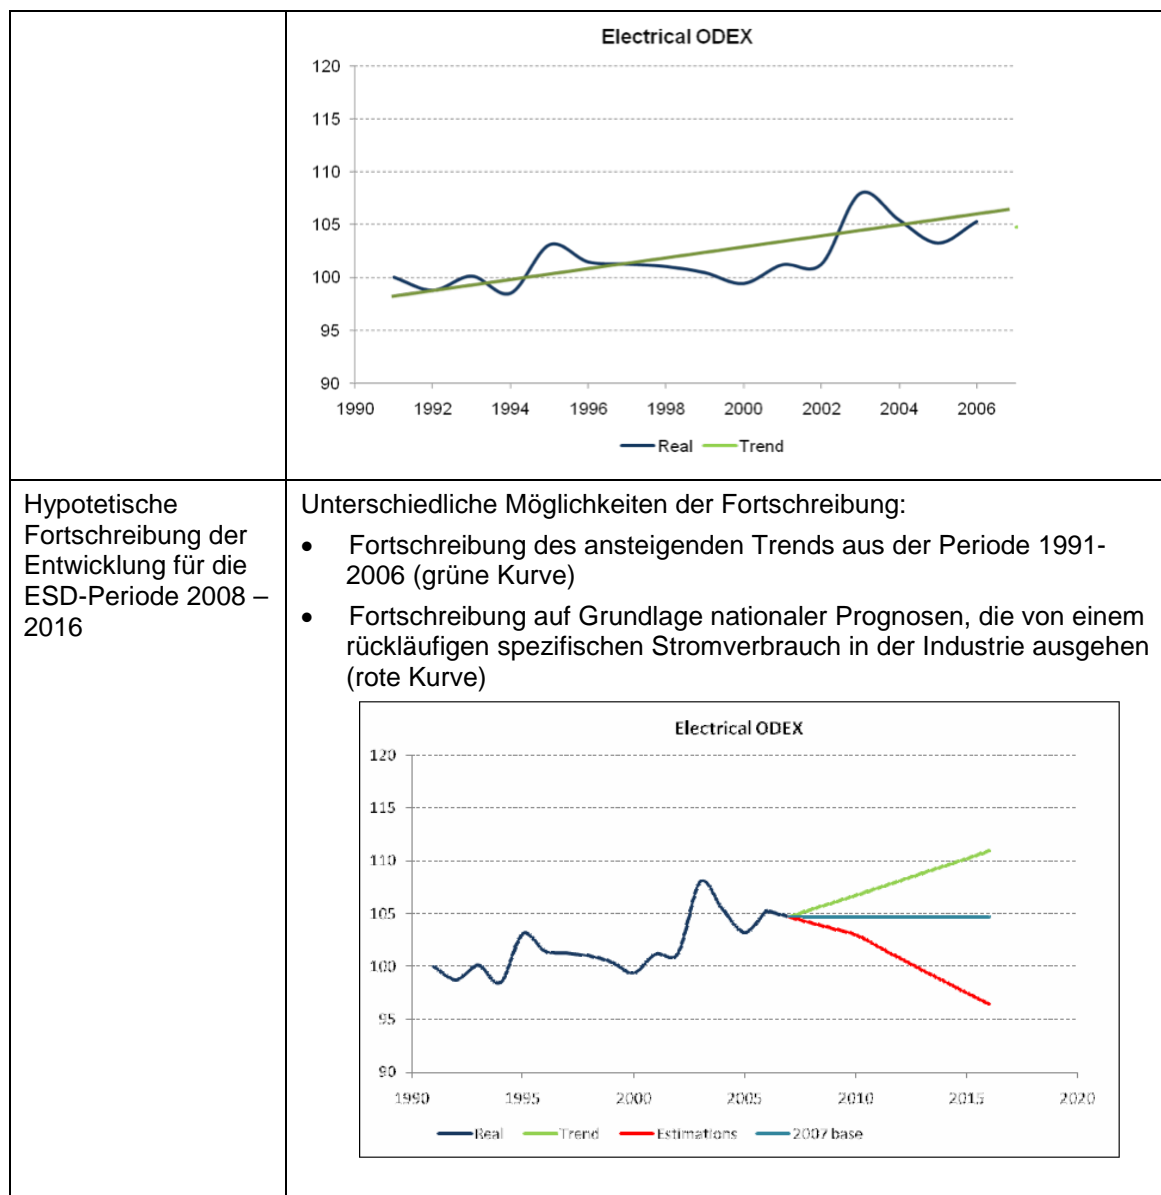 Electrical ODEX
120
115
110
105
100
95
90
1990 1992 1994 1996 1998 2000 2002 2004 2006
Real Trend
Hypotetische
Fortschreibung der
Entwicklung für die
ESD-Periode 2008 –
2016
Unterschiedliche Möglichkeiten der Fortschreibung:
• Fortschreibung des ansteigenden Trends aus der Periode 1991-
2006 (grüne Kurve)
• Fortschreibung auf Grundlage nationaler Prognosen, die von einem
rückläufigen spezifischen Stromverbrauch in der Industrie ausgehen
(rote Kurve)
Electrical ODEX
120
115
110
105
100
95
90
1990 1995 2000 2005 2010 2015 2020
Real Trend Estimations 2007 base